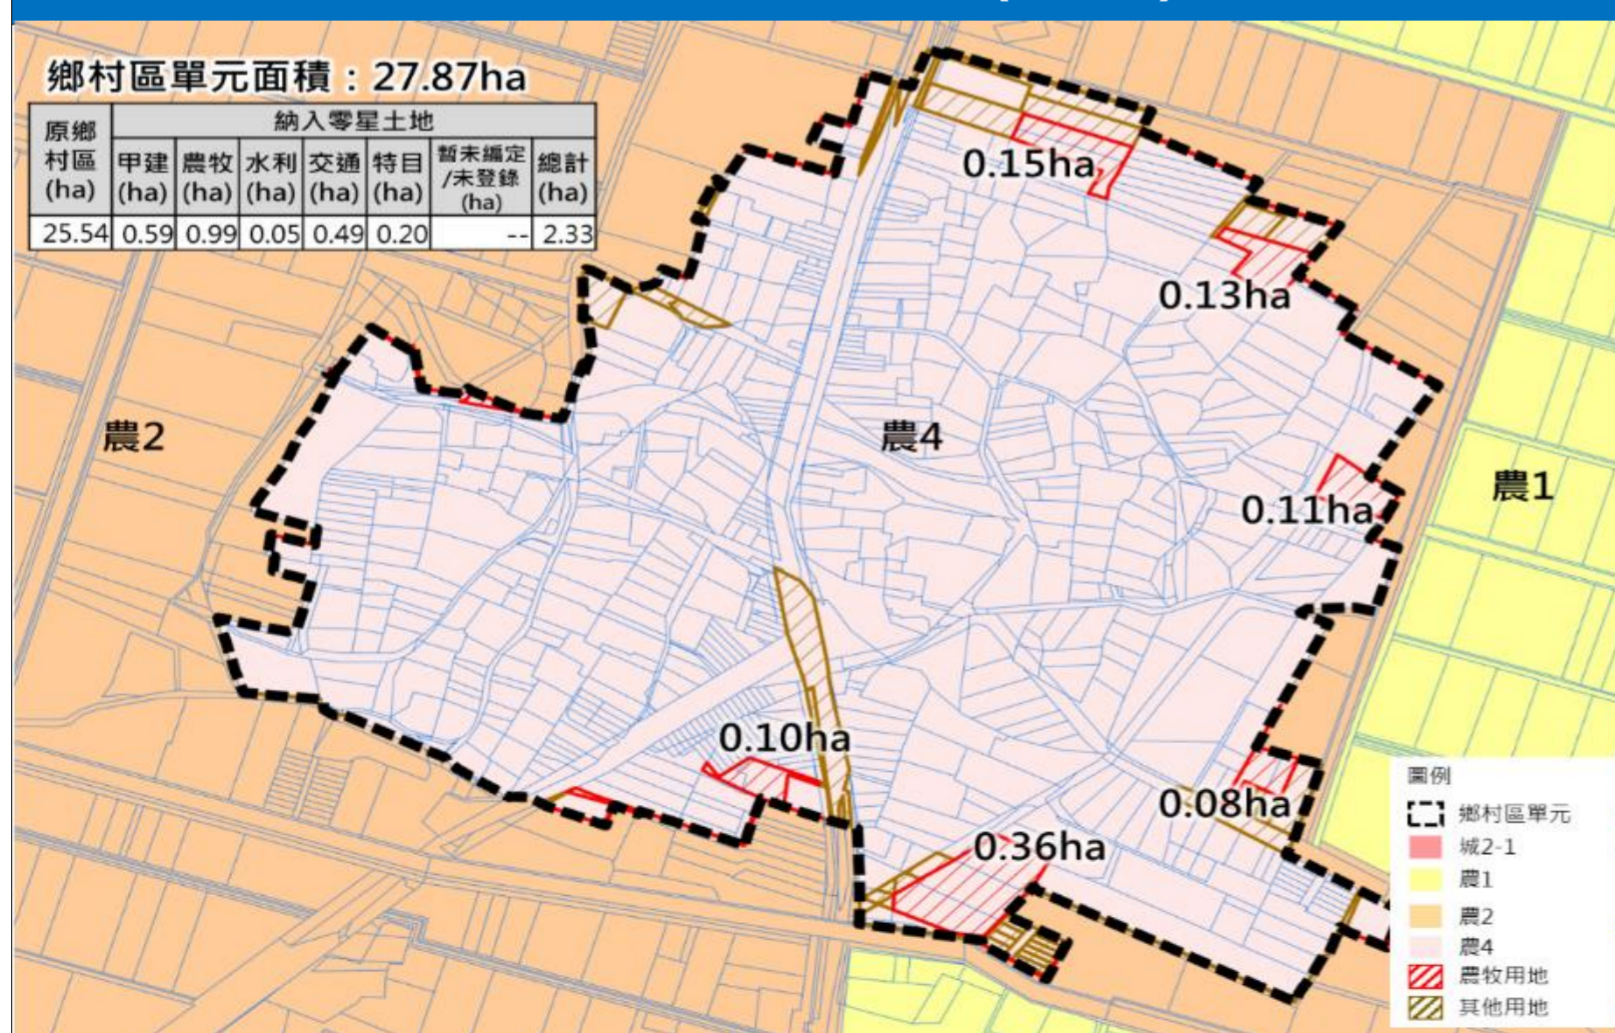 鄉村區單元面積：27.87ha
原鄉村區(ha) 納入零星土地
甲建(ha) 農牧(ha) 水利(ha) 交通(ha) 特目(ha) 暫未編定/未登錄(ha) 總計(ha)
25.54 0.59 0.99 0.05 0.49 0.20 -- 2.33
0.15ha
0.13ha
農2
農4
農1
0.11ha
0.10ha
0.08ha
0.36ha
圖例
鄉村區單元
城2-1
農1
農2
農4
農牧用地
其他用地